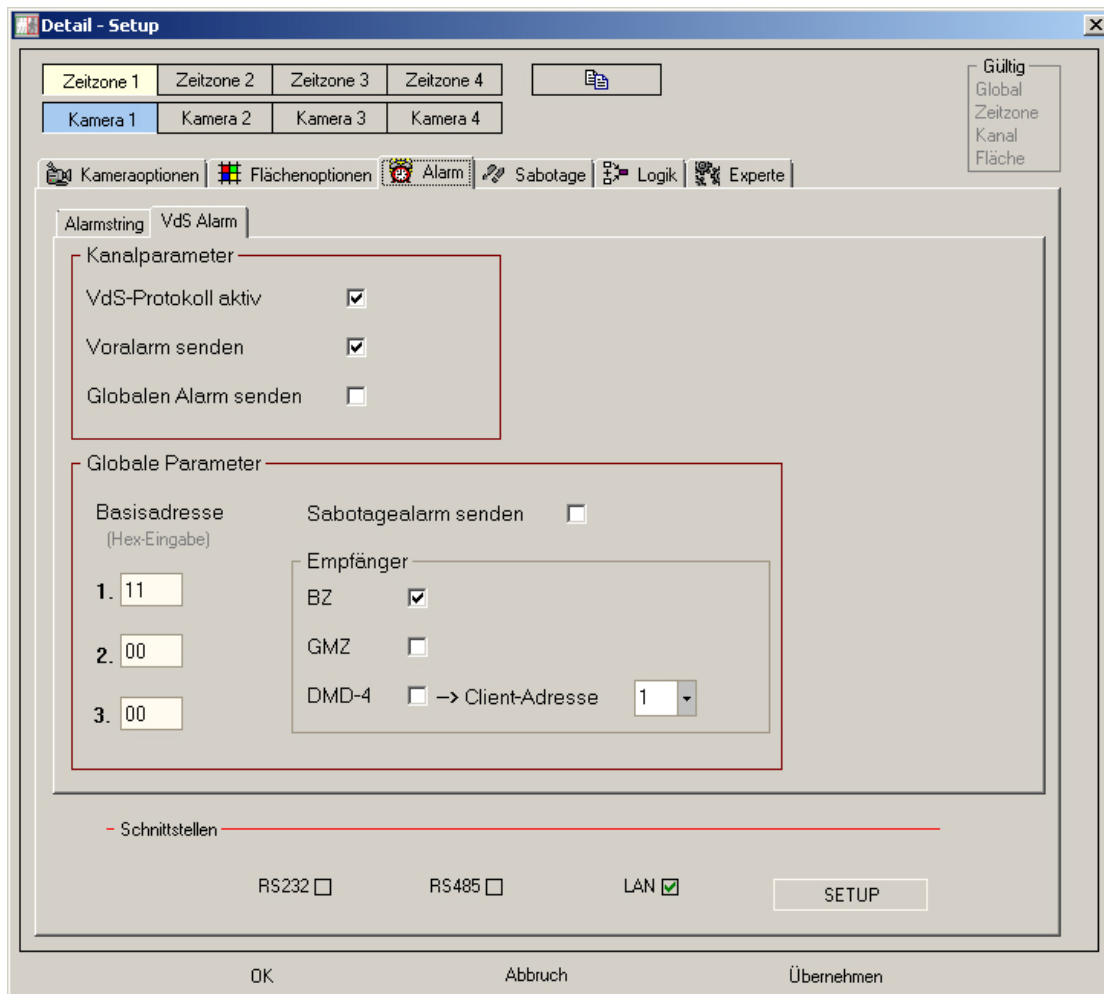 Detail - Setup
Zeitzone 1 Zeitzone 2 Zeitzone 3 Zeitzone 4
Kamera 1 Kamera 2 Kamera 3 Kamera 4
Gültig
Global
Zeitzone
Kanal
Fläche
Kameraoptionen Flächenoptionen Alarm Sabotage Logik Experte
Alarmstring VdS Alarm
Kanalparameter
VdS-Protokoll aktiv
Voralarm senden
Globalen Alarm senden
Globale Parameter
Basisadresse
(Hex-Eingabe)
1. 11
2. 00
3. 00
Sabotagealarm senden
Empfänger
BZ
GMZ
DMD-4 --> Client-Adresse 1
Schnittstellen
RS232 RS485 LAN SETUP
OK Abbruch Übernehmen